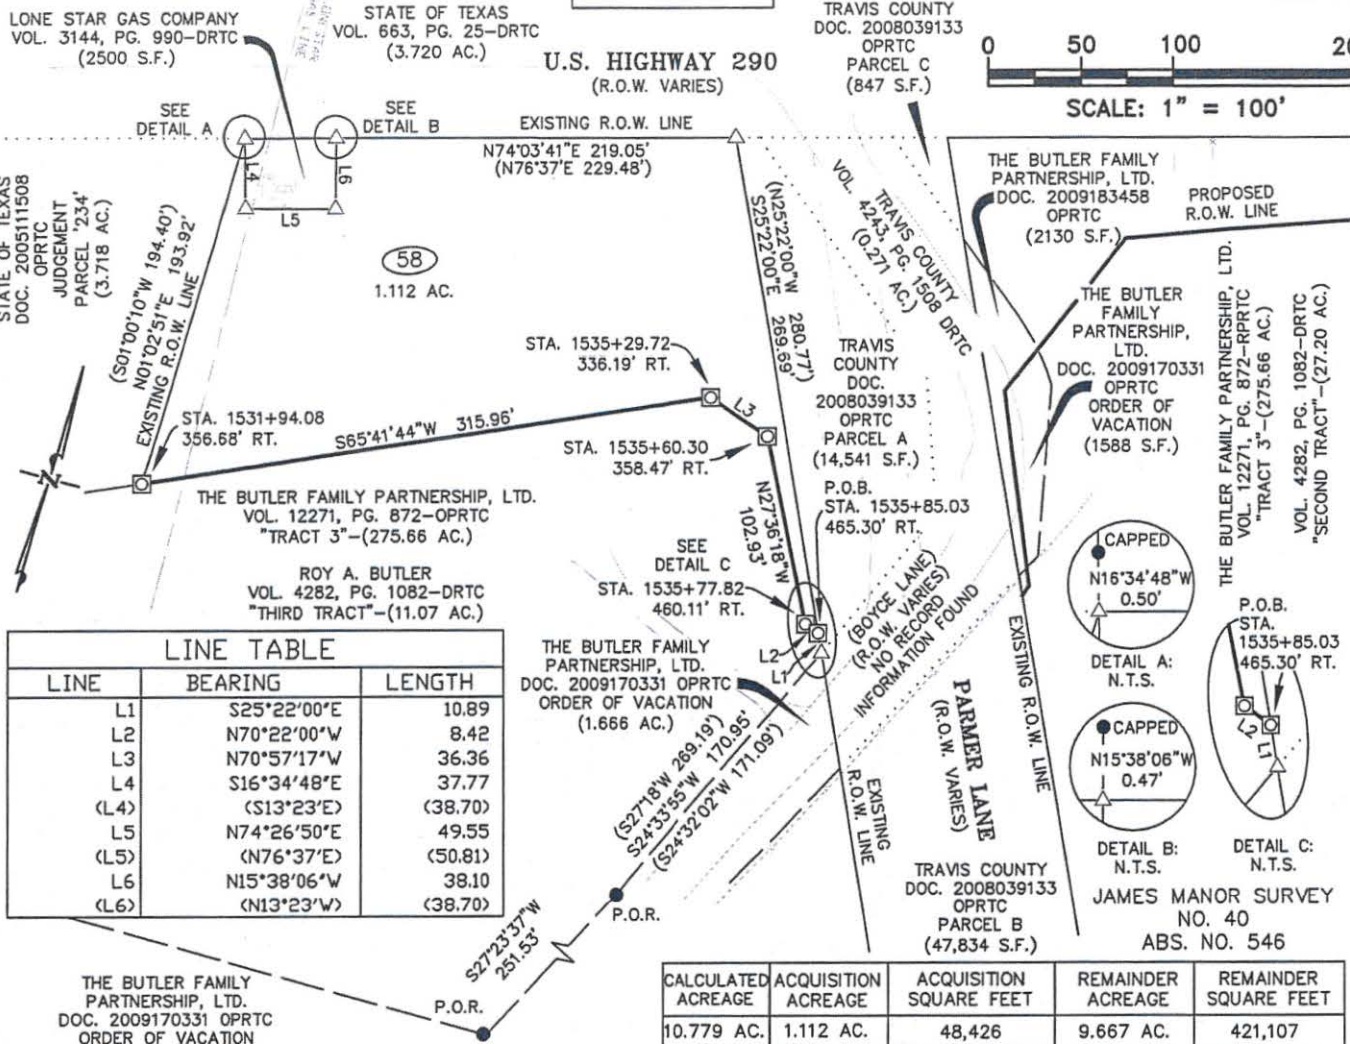 LONE STAR GAS COMPANY
VOL. 3144, PG. 990-DRTC
(2500 S.F.)
STATE OF TEXAS
VOL. 663, PG. 25-DRTC
(3.720 AC.)
U.S. HIGHWAY 290
(R.O.W. VARIES)
TRAVIS COUNTY
DOC. 2008039133
OPRTC
PARCEL C
(847 S.F.)
0 50 100
SCALE: 1" = 100'
SEE
DETAIL A
SEE
DETAIL B
EXISTING R.O.W. LINE
N74°03'41"E 219.05'
(N76°37'E 229.48')
L4
L6
L5
STATE OF TEXAS
DOC. 2005111508
OPRTC
JUDGEMENT
PARCEL '234'
(3.718 AC.)
(S01°00'10"W 194.40')
N01°02'51"E 193.92'
EXISTING R.O.W. LINE
58
1.112 AC.
(N25°22'00"W 280.77')
S25°22'00"E 269.69'
VOL. 4243, PG. 1508 DRTC
TRAVIS COUNTY
(0.271 AC.)
THE BUTLER FAMILY
PARTNERSHIP, LTD.
DOC. 2009183458
OPRTC
(2130 S.F.)
PROPOSED
R.O.W. LINE
THE BUTLER
FAMILY
PARTNERSHIP,
LTD.
DOC. 2009170331
OPRTC
ORDER OF
VACATION
(1588 S.F.)
THE BUTLER FAMILY PARTNERSHIP, LTD.
VOL. 12271, PG. 872-RPRTC
"TRACT 3"-(275.66 AC.)
VOL. 4282, PG. 1082-DRTC
"SECOND TRACT"-(27.20 AC.)
STA. 1535+29.72
336.19' RT.
L3
TRAVIS
COUNTY
DOC.
2008039133
OPRTC
PARCEL A
(14,541 S.F.)
STA. 1531+94.08
356.68' RT.
S65°41'44"W 315.96'
STA. 1535+60.30
358.47' RT.
N
THE BUTLER FAMILY PARTNERSHIP, LTD.
VOL. 12271, PG. 872-OPRTC
"TRACT 3"-(275.66 AC.)
ROY A. BUTLER
VOL. 4282, PG. 1082-DRTC
"THIRD TRACT"-(11.07 AC.)
N27°36'18"W
102.93'
P.O.B.
STA. 1535+85.03
465.30' RT.
SEE
DETAIL C
STA. 1535+77.82
460.11' RT.
L2
L1
(BOYCE LANE)
(R.O.W. VARIES)
NO RECORD
INFORMATION FOUND
THE BUTLER FAMILY
PARTNERSHIP, LTD.
DOC. 2009170331 OPRTC
ORDER OF VACATION
(1.666 AC.)
CAPPED
N16°34'48"W
0.50'
DETAIL A:
N.T.S.
CAPPED
N15°38'06"W
0.47'
DETAIL B:
N.T.S.
P.O.B.
STA.
1535+85.03
465.30' RT.
L2
L1
DETAIL C:
N.T.S.
LINE TABLE
LINE BEARING LENGTH
L1 S25°22'00"E 10.89
L2 N70°22'00"W 8.42
L3 N70°57'17"W 36.36
L4 S16°34'48"E 37.77
(L4) (S13°23'E) (38.70)
L5 N74°26'50"E 49.55
(L5) (N76°37'E) (50.81)
L6 N15°38'06"W 38.10
(L6) (N13°23'W) (38.70)
(S27°18'W 269.19')
S24°33'55"W 170.95'
(S24°32'02"W 171.09')
EXISTING
R.O.W. LINE
PARMER LANE
(R.O.W. VARIES)
EXISTING R.O.W. LINE
P.O.R.
S27°23'37"W
251.53'
P.O.R.
TRAVIS COUNTY
DOC. 2008039133
OPRTC
PARCEL B
(47,834 S.F.)
JAMES MANOR SURVEY
NO. 40
ABS. NO. 546
THE BUTLER FAMILY
PARTNERSHIP, LTD.
DOC. 2009170331 OPRTC
ORDER OF VACATION
CALCULATED ACREAGE ACQUISITION ACREAGE ACQUISITION SQUARE FEET REMAINDER ACREAGE REMAINDER SQUARE FEET
10.779 AC. 1.112 AC. 48,426 9.667 AC. 421,107